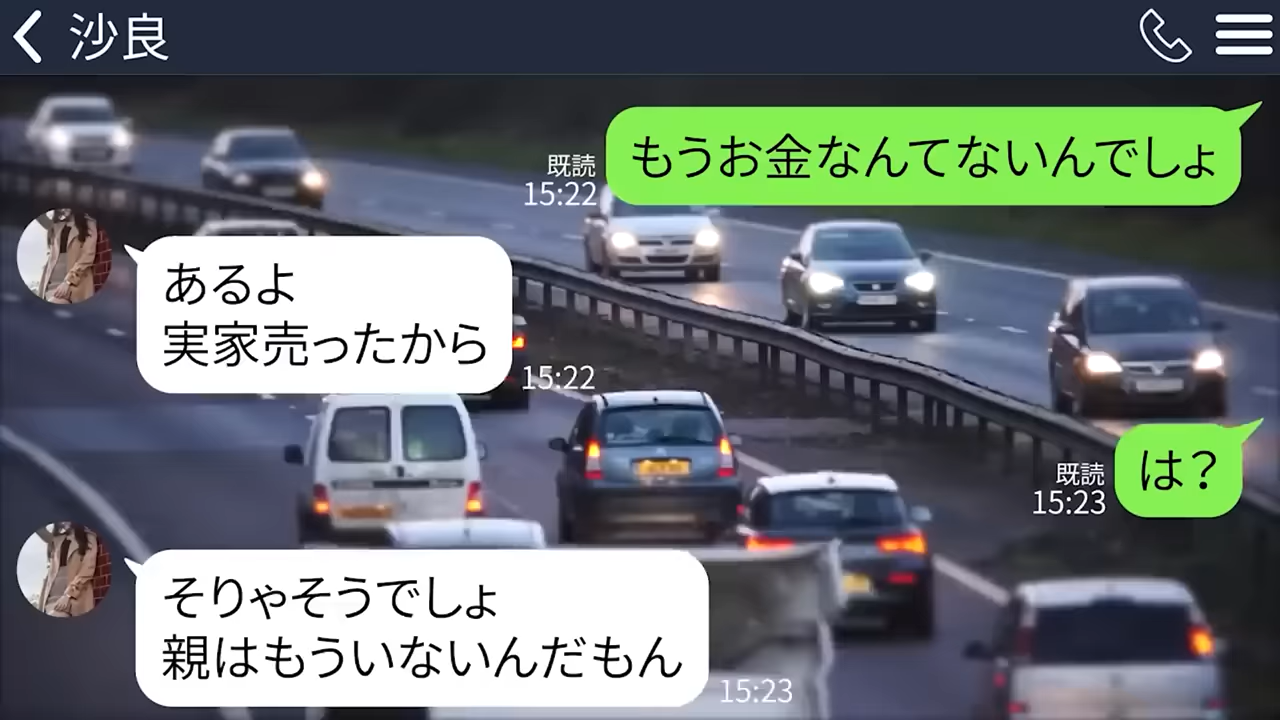 沙良
もうお金なんてないんでしょ
既読
15:22
あるよ
実家売ったから
15:22
は？
既読
15:23
そりゃそうでしょ
親はもういないんだもん
15:23